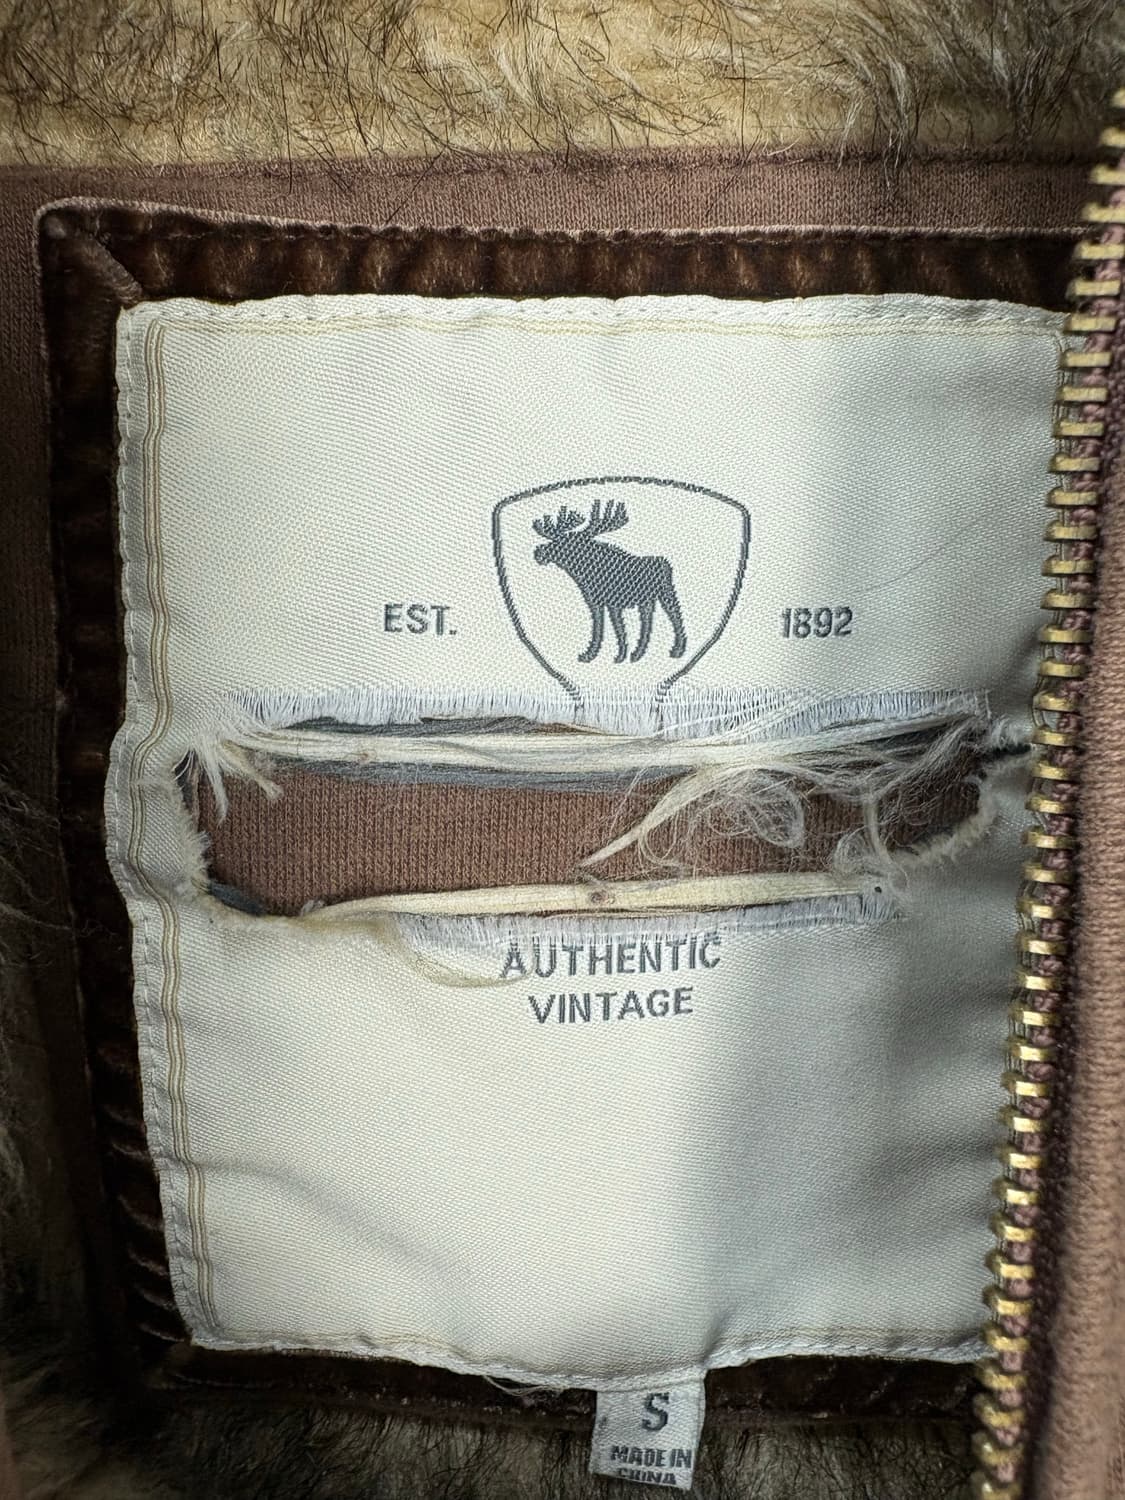 EST. 1892
AUTHENTIC
VINTAGE
S
MADE IN
CHINA